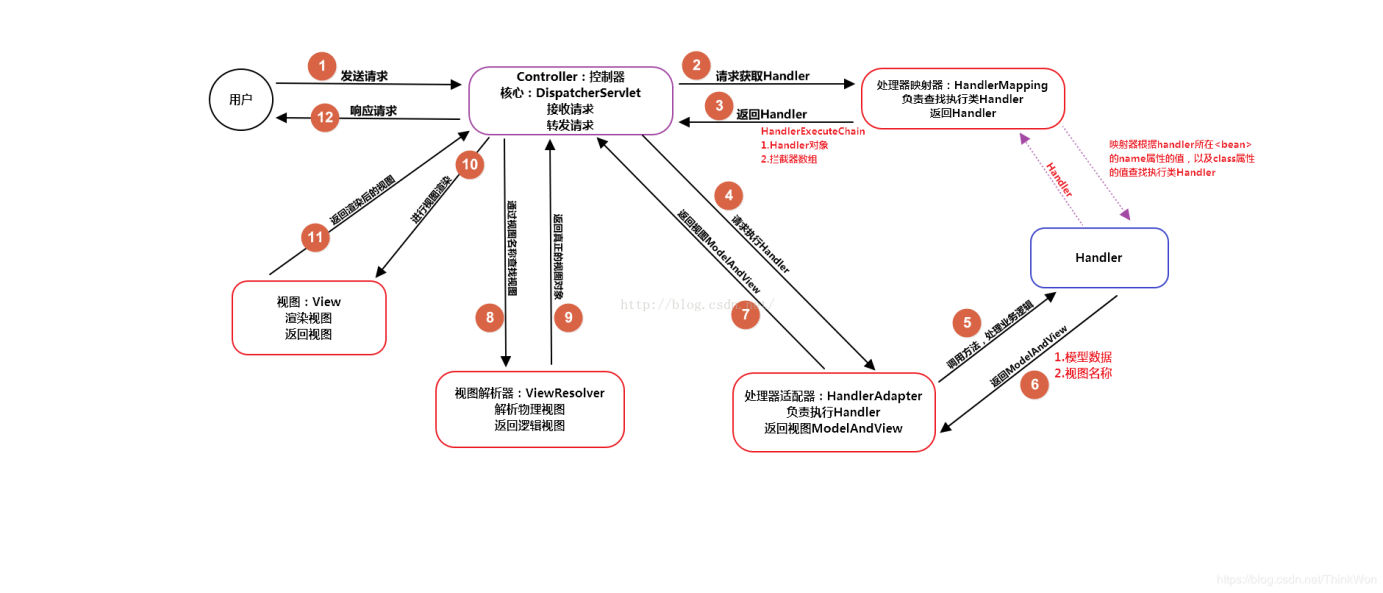 用户
1
发送请求
12
响应请求
Controller：控制器
核心：DispatcherServlet
接收请求
转发请求
2
请求获取Handler
3
返回Handler
HandlerExecuteChain
1.Handler对象
2.拦截器数组
处理器映射器：HandlerMapping
负责查找执行类Handler
返回Handler
映射器根据handler所在<bean>
的name属性的值，以及class属性
的值查找执行类Handler
Handler
Handler
4
请求执行Handler
5
调用方法，处理业务逻辑
6
返回ModelAndView
1.模型数据
2.视图名称
处理器适配器：HandlerAdapter
负责执行Handler
返回视图ModelAndView
7
返回视图ModelAndView
8
通过视图名称查找视图
9
返回真正的视图对象
视图解析器：ViewResolver
解析物理视图
返回逻辑视图
10
进行视图渲染
11
返回渲染后的视图
视图：View
渲染视图
返回视图
http://blog.csdn.net/
https://blog.csdn.net/ThinkWon